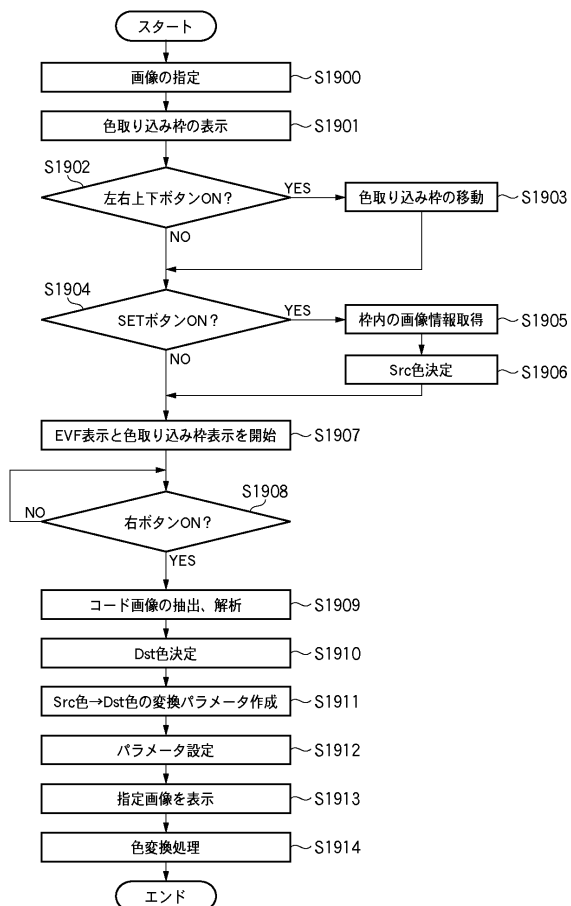 スタート
画像の指定
S1900
色取り込み枠の表示
S1901
S1902
左右上下ボタンON?
YES
色取り込み枠の移動
S1903
NO
S1904
SETボタンON?
YES
枠内の画像情報取得
S1905
NO
Src色決定
S1906
EVF表示と色取り込み枠表示を開始
S1907
S1908
NO
右ボタンON?
YES
コード画像の抽出、解析
S1909
Dst色決定
S1910
Src色→Dst色の変換パラメータ作成
S1911
パラメータ設定
S1912
指定画像を表示
S1913
色変換処理
S1914
エンド